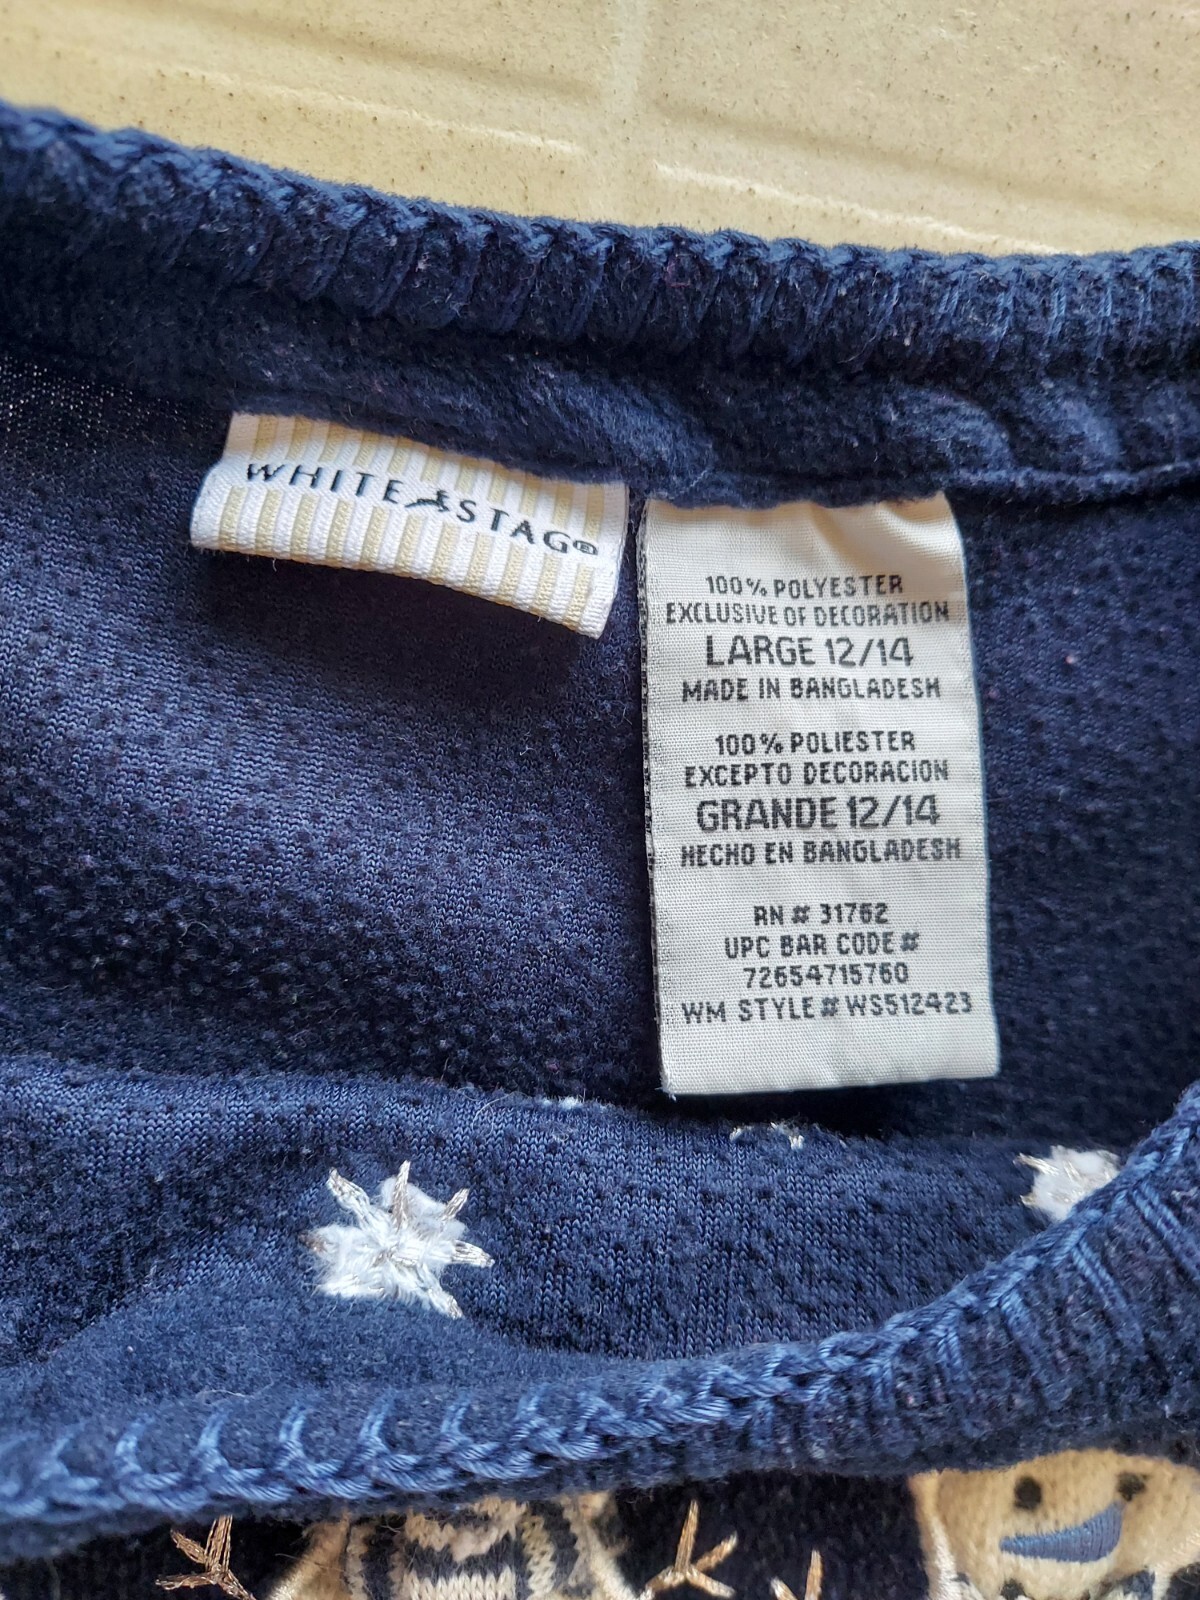 WHITE STAG®
100% POLYESTER
EXCLUSIVE OF DECORATION
LARGE 12/14
MADE IN BANGLADESH
100% POLIESTER
EXCEPTO DECORACION
GRANDE 12/14
HECHO EN BANGLADESH
RN # 31762
UPC BAR CODE #
72654715760
WM STYLE # WS512423